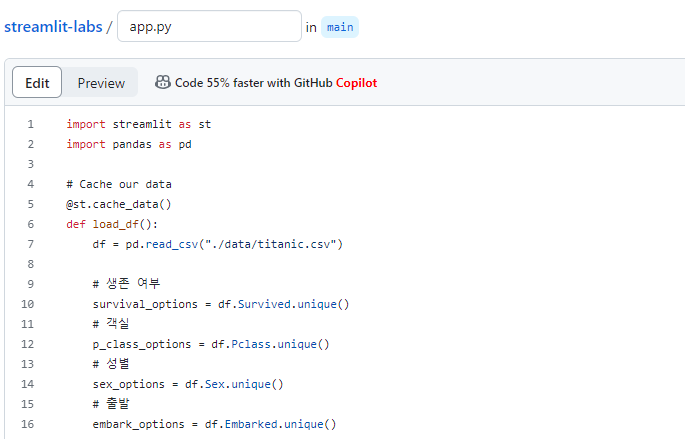 streamlit-labs / app.py in main
Edit Preview Code 55% faster with GitHub Copilot
1 import streamlit as st
2 import pandas as pd
3
4 # Cache our data
5 @st.cache_data()
6 def load_df():
7     df = pd.read_csv("./data/titanic.csv")
8
9     # 생존 여부
10     survival_options = df.Survived.unique()
11     # 객실
12     p_class_options = df.Pclass.unique()
13     # 성별
14     sex_options = df.Sex.unique()
15     # 출발
16     embark_options = df.Embarked.unique()